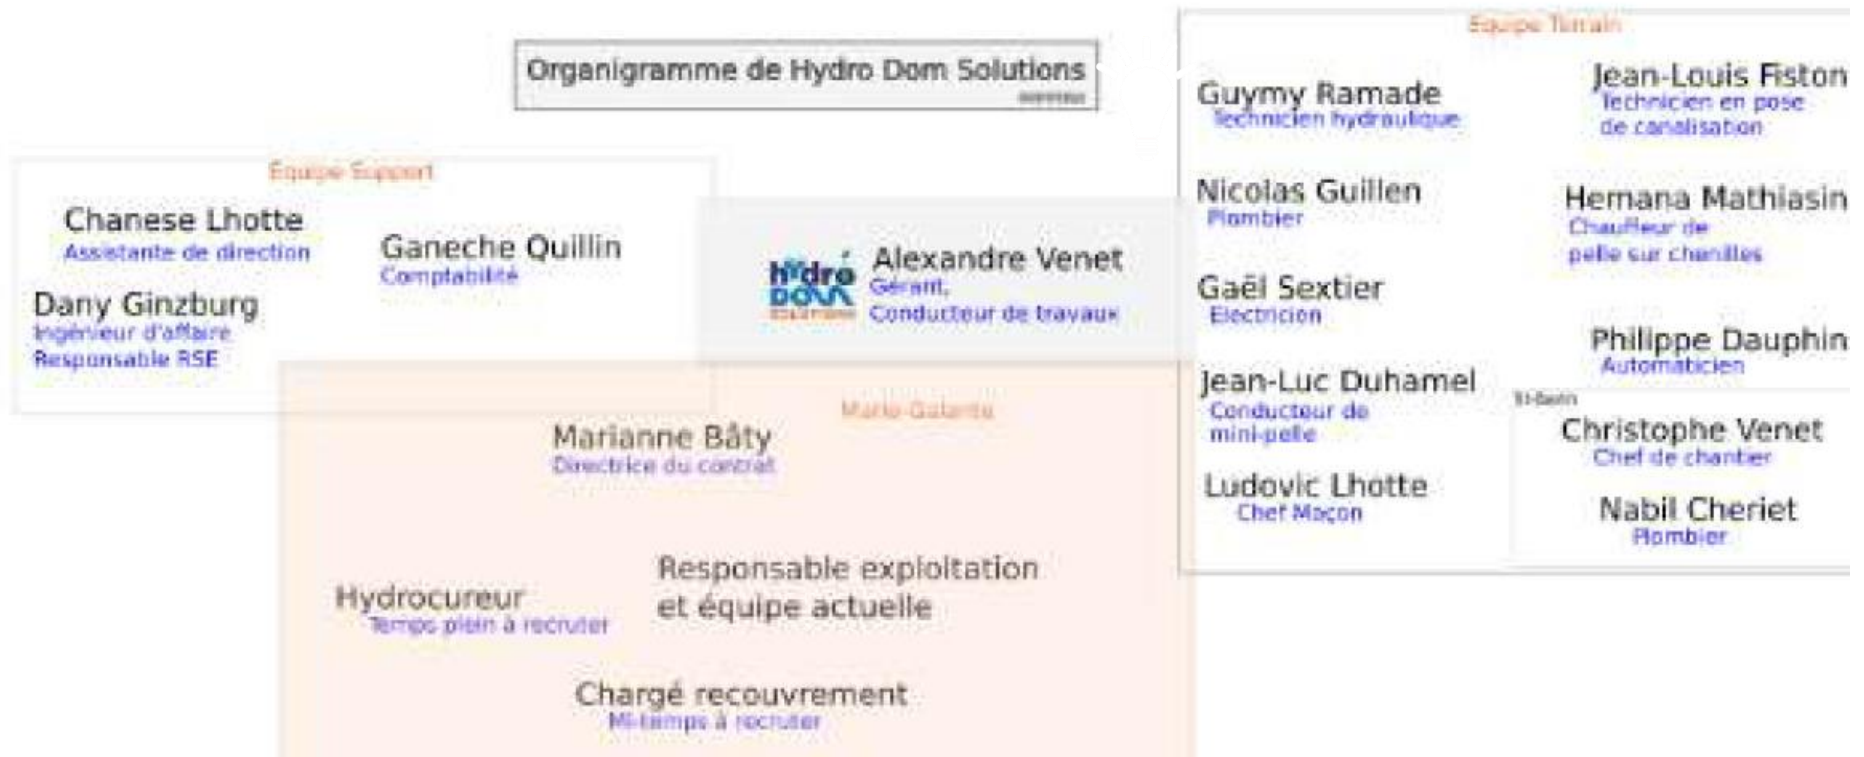 Organigramme de Hydro Dom Solutions
Equipe Support
Chanese Lhotte
Assistante de direction
Ganeche Quillin
Comptabilité
Dany Ginzburg
Ingénieur d'affaire
Responsable RSE
hydro
DOM
Alexandre Venet
Gérant,
Conducteur de travaux
Equipe Terrain
Guymy Ramade
Technicien hydraulique
Jean-Louis Fiston
Technicien en pose
de canalisation
Nicolas Guillen
Plombier
Hernana Mathiasin
Chauffeur de
pelle sur chenilles
Gaël Sextier
Electricien
Philippe Dauphin
Automaticien
Jean-Luc Duhamel
Conducteur de
mini-pelle
Ludovic Lhotte
Chef Maçon
Christophe Venet
Chef de chantier
Nabil Cheriet
Plombier
Marie-Galante
Marianne Bâty
Directrice du contrat
Hydrocureur
Temps plein à recruter
Responsable exploitation
et équipe actuelle
Chargé recouvrement
Mi-temps à recruter